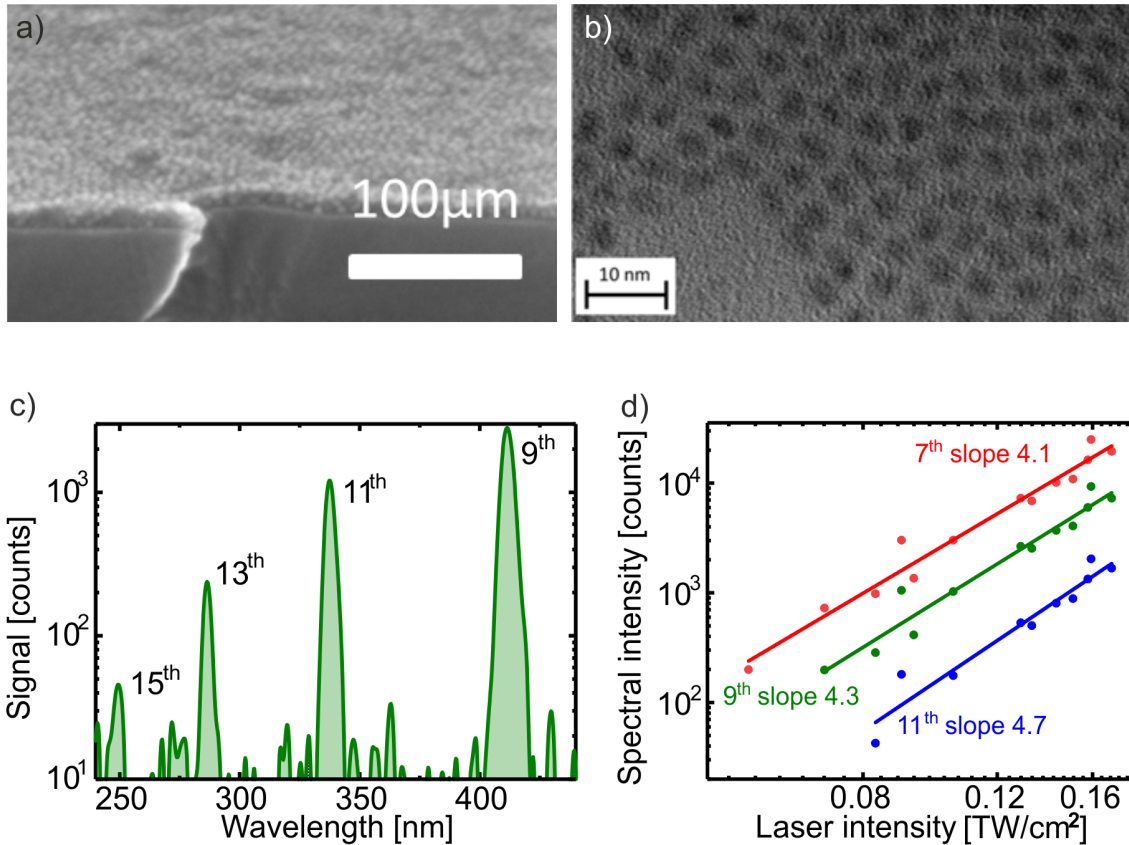 a)
100µm
b)
10 nm
c)
Signal [counts]
10³
10²
10¹
15ᵗʰ
13ᵗʰ
11ᵗʰ
9ᵗʰ
250
300
350
400
Wavelength [nm]
d)
Spectral intensity [counts]
10⁴
10³
10²
7ᵗʰ slope 4.1
9ᵗʰ slope 4.3
11ᵗʰ slope 4.7
0.08
0.12
0.16
Laser intensity [TW/cm²]